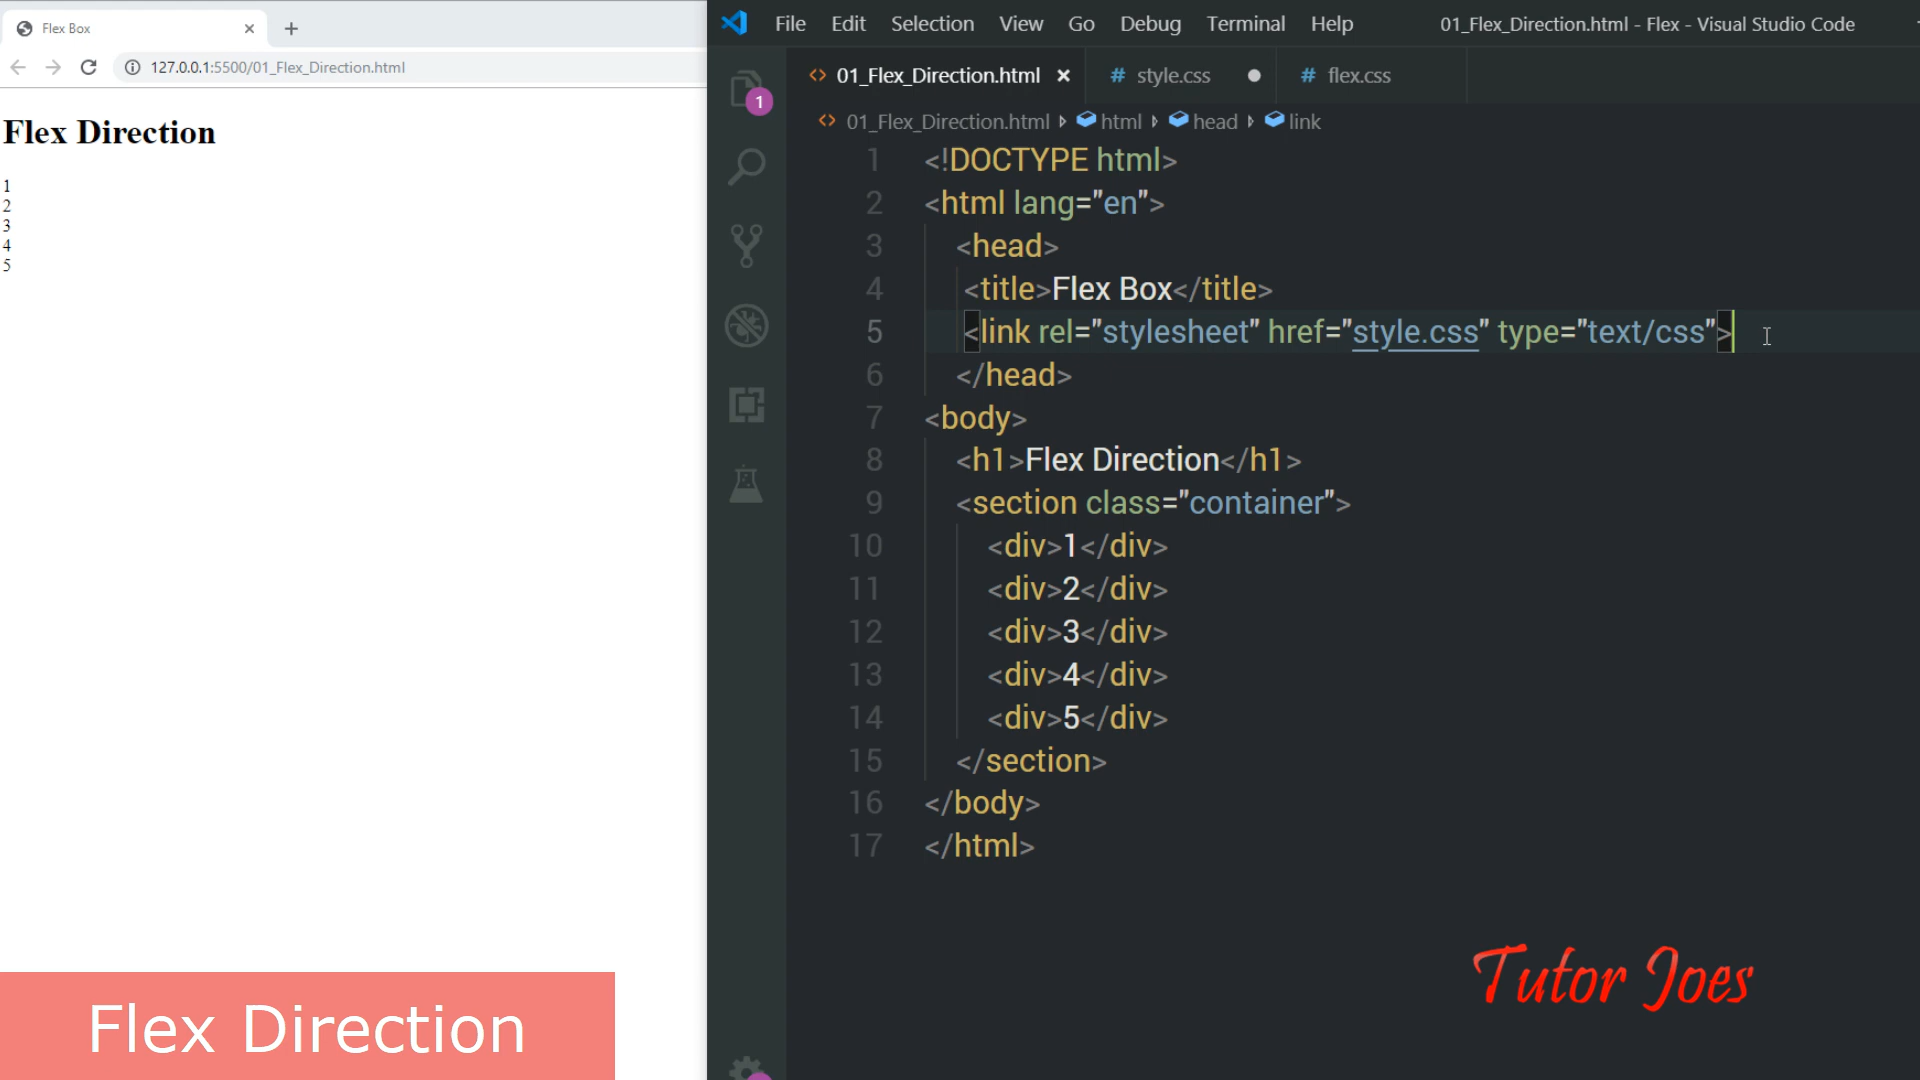 Flex Box
127.0.0.1:5500/01_Flex_Direction.html
Flex Direction
1
2
3
4
5
Flex Direction
File Edit Selection View Go Debug Terminal Help 01_Flex_Direction.html - Flex - Visual Studio Code
<> 01_Flex_Direction.html # style.css # flex.css
<> 01_Flex_Direction.html html head link
1
1 <!DOCTYPE html>
2 <html lang="en">
3 <head>
4 <title>Flex Box</title>
5 <link rel="stylesheet" href="style.css" type="text/css">
6 </head>
7 <body>
8 <h1>Flex Direction</h1>
9 <section class="container">
10 <div>1</div>
11 <div>2</div>
12 <div>3</div>
13 <div>4</div>
14 <div>5</div>
15 </section>
16 </body>
17 </html>
Tutor Joes